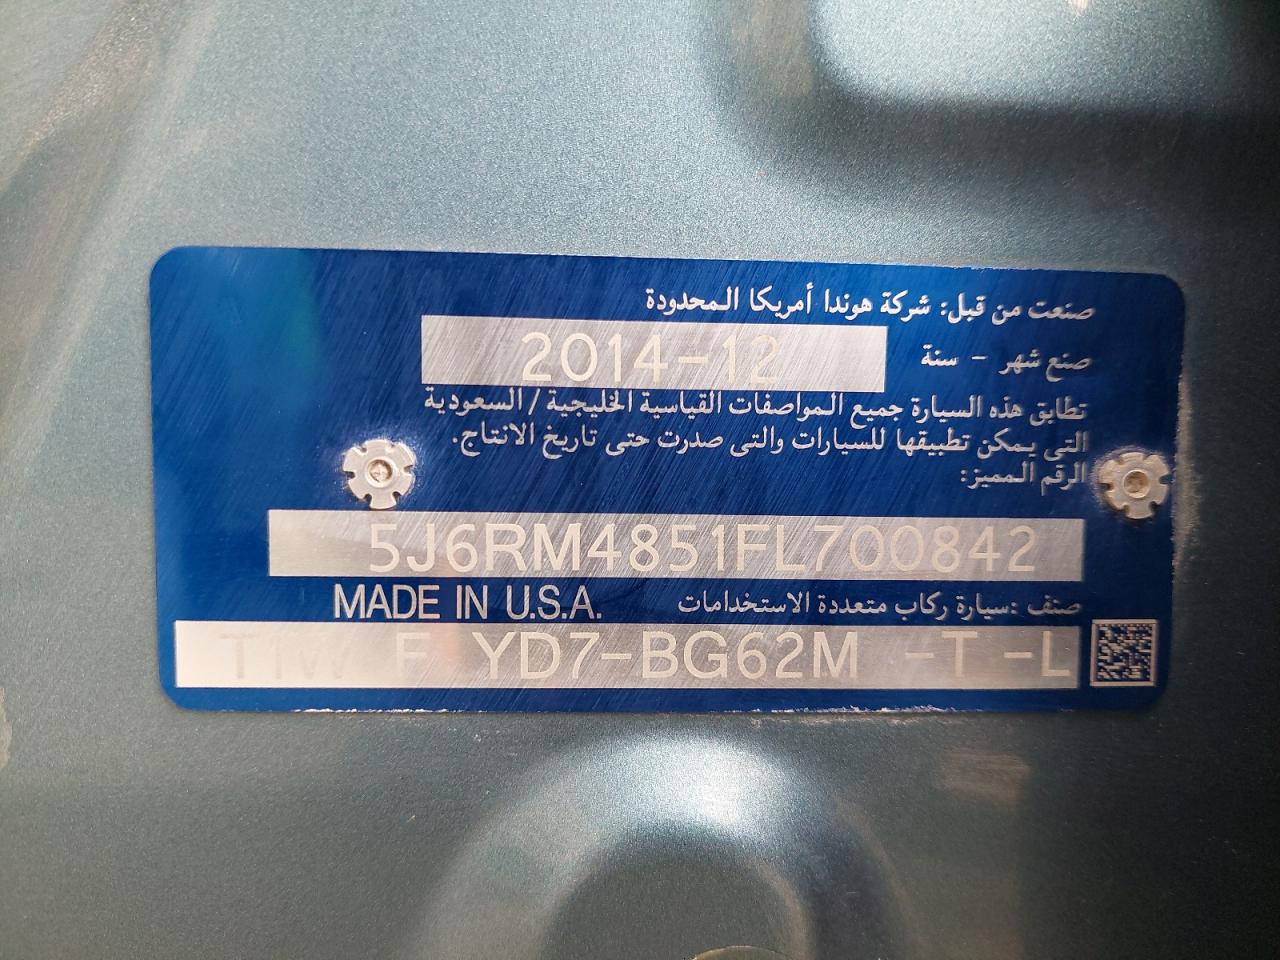 صنعت من قبل: شركة هوندا أمريكا المحدودة
صنع شهر - سنة 2014-12
تطابق هذه السيارة جميع المواصفات القياسية الخليجية / السعودية
التى يمكن تطبيقها للسيارات والتى صدرت حتى تاريخ الانتاج.
الرقم المميز:
5J6RM4851FL700842
صنف :سيارة ركاب متعددة الاستخدامات MADE IN U.S.A.
T1W F YD7-BG62M -T -L